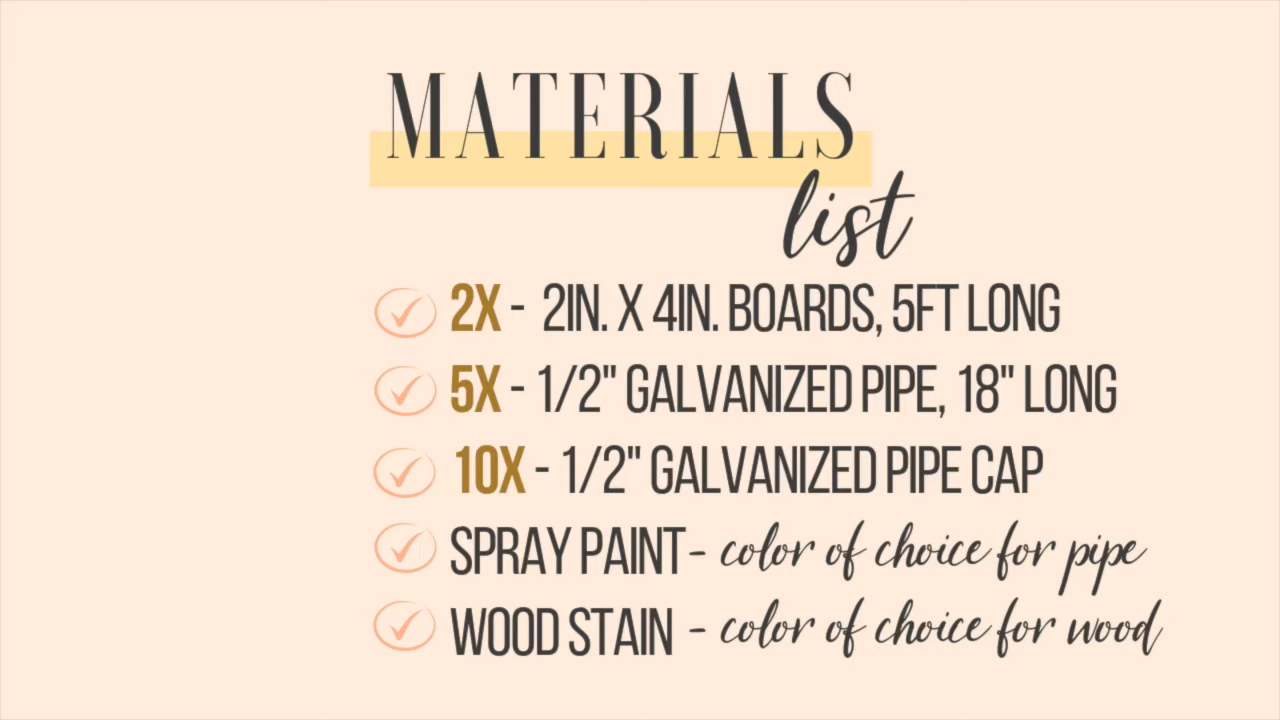 MATERIALS
list
2X - 2IN. X 4IN. BOARDS, 5FT LONG
5X - 1/2" GALVANIZED PIPE, 18" LONG
10X - 1/2" GALVANIZED PIPE CAP
SPRAY PAINT - color of choice for pipe
WOOD STAIN - color of choice for wood